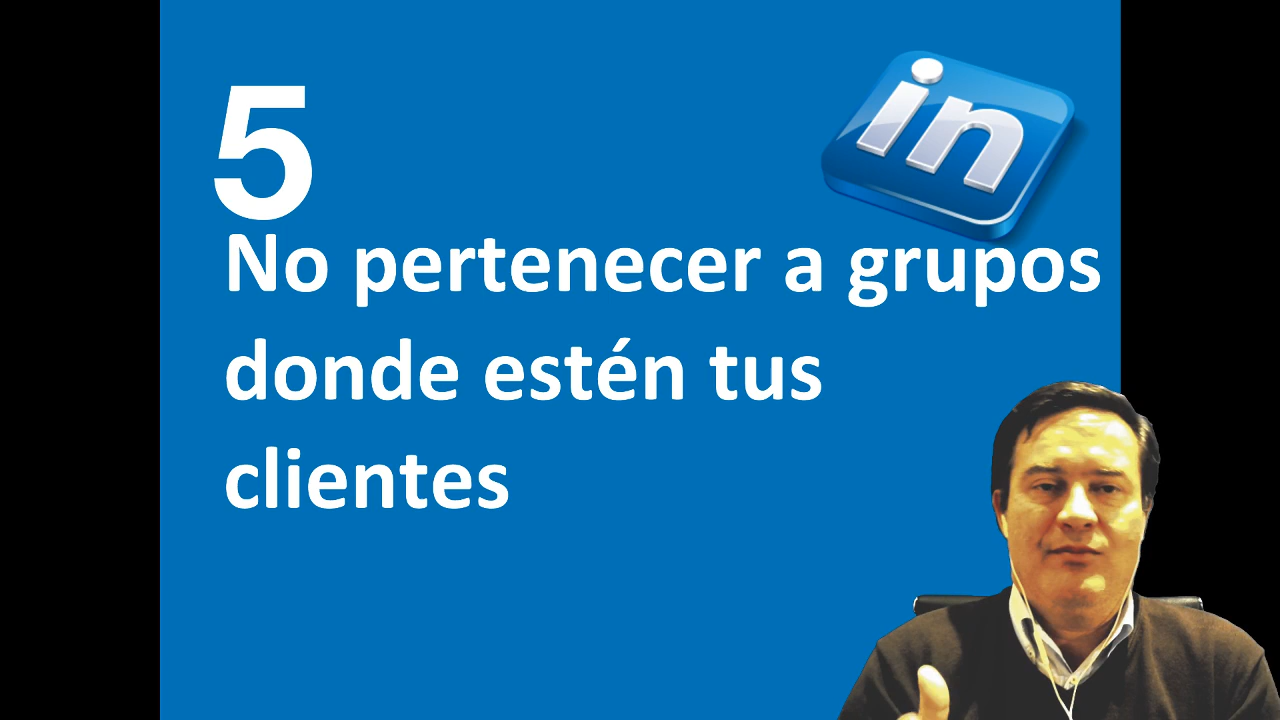 5
in
No pertenecer a grupos
donde estén tus
clientes